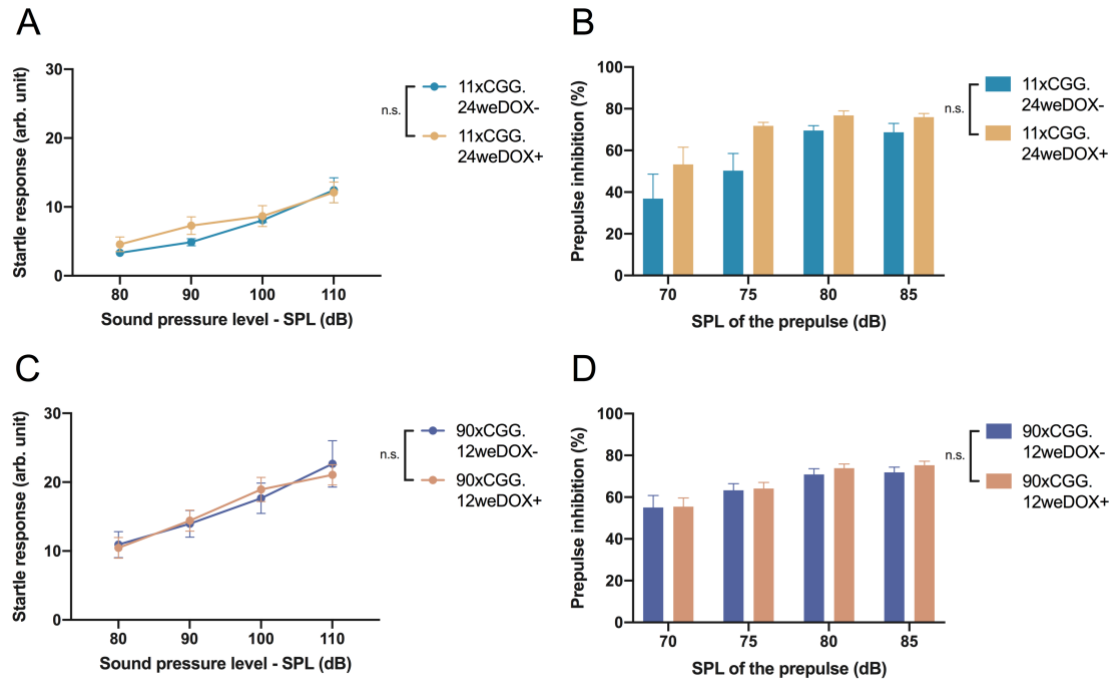 A
Startle response (arb. unit)
30
20
10
0
80 90 100 110
Sound pressure level - SPL (dB)
n.s.
11xCGG.
24weDOX-
11xCGG.
24weDOX+
B
Prepulse inhibition (%)
100
80
60
40
20
0
70 75 80 85
SPL of the prepulse (dB)
n.s.
11xCGG.
24weDOX-
11xCGG.
24weDOX+
C
Startle response (arb. unit)
30
20
10
0
80 90 100 110
Sound pressure level - SPL (dB)
n.s.
90xCGG.
12weDOX-
90xCGG.
12weDOX+
D
Prepulse inhibition (%)
100
80
60
40
20
0
70 75 80 85
SPL of the prepulse (dB)
n.s.
90xCGG.
12weDOX-
90xCGG.
12weDOX+